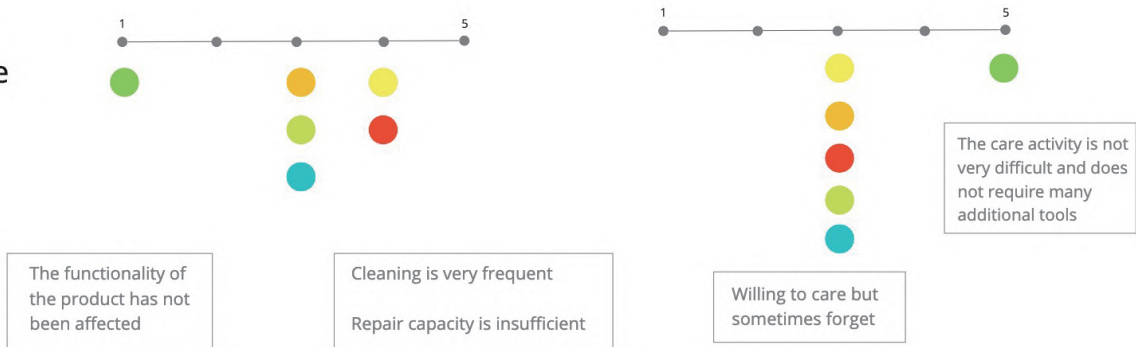 1 5
1 5
e
The care activity is not
very difficult and does
not require many
additional tools
The functionality of
the product has not
been affected
Cleaning is very frequent
Repair capacity is insufficient
Willing to care but
sometimes forget